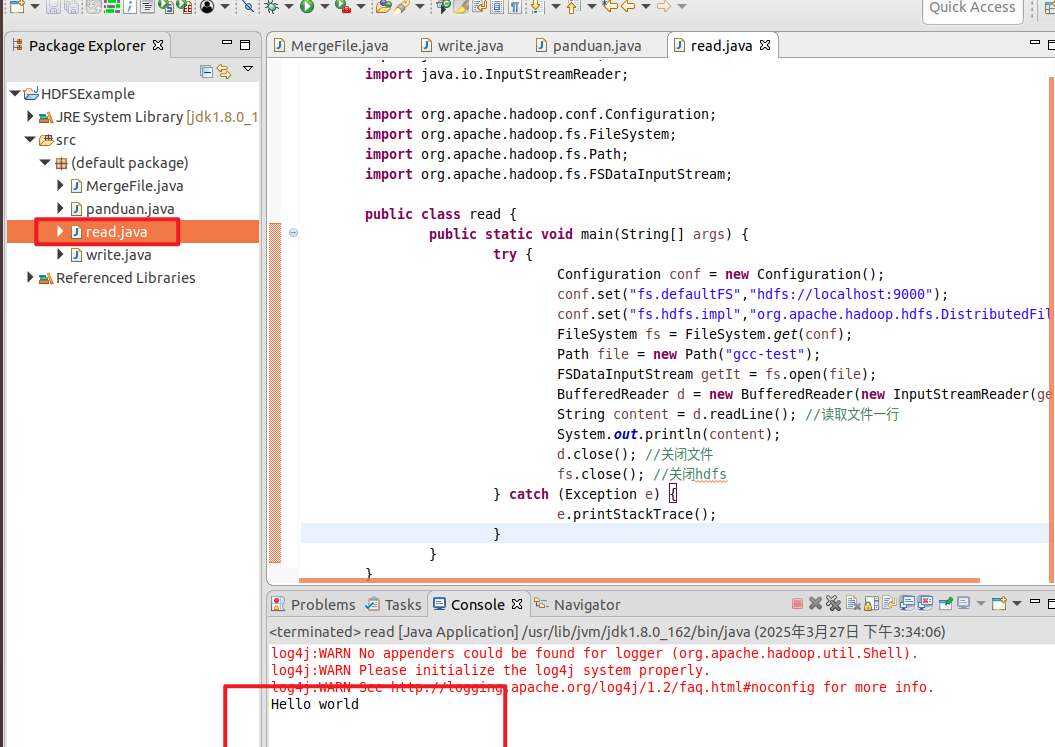 Quick Access
Package Explorer
MergeFile.java
write.java
panduan.java
read.java
HDFSExample
JRE System Library [jdk1.8.0_1
src
(default package)
MergeFile.java
panduan.java
read.java
write.java
Referenced Libraries
import java.io.InputStreamReader;
import org.apache.hadoop.conf.Configuration;
import org.apache.hadoop.fs.FileSystem;
import org.apache.hadoop.fs.Path;
import org.apache.hadoop.fs.FSDataInputStream;
public class read {
public static void main(String[] args) {
try {
Configuration conf = new Configuration();
conf.set("fs.defaultFS","hdfs://localhost:9000");
conf.set("fs.hdfs.impl","org.apache.hadoop.hdfs.DistributedFil
FileSystem fs = FileSystem.get(conf);
Path file = new Path("gcc-test");
FSDataInputStream getIt = fs.open(file);
BufferedReader d = new BufferedReader(new InputStreamReader(ge
String content = d.readLine(); //读取文件一行
System.out.println(content);
d.close(); //关闭文件
fs.close(); //关闭hdfs
} catch (Exception e) {
e.printStackTrace();
}
}
}
Problems
Tasks
Console
Navigator
<terminated> read [Java Application] /usr/lib/jvm/jdk1.8.0_162/bin/java (2025年3月27日 下午3:34:06)
log4j:WARN No appenders could be found for logger (org.apache.hadoop.util.Shell).
log4j:WARN Please initialize the log4j system properly.
log4j:WARN See http://logging.apache.org/log4j/1.2/faq.html#noconfig for more info.
Hello world